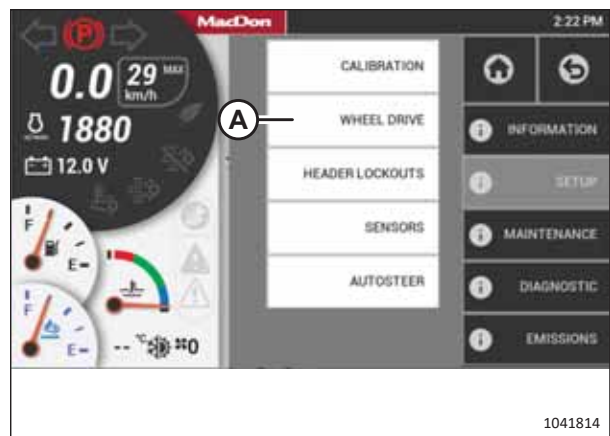 MacDon
2:22 PM
P
0.0 29 MAX
km/h
1880
12.0 V
F
E
F
E
-- °C 0
CALIBRATION
A
WHEEL DRIVE
HEADER LOCKOUTS
SENSORS
AUTOSTEER
INFORMATION
SETUP
MAINTENANCE
DIAGNOSTIC
EMISSIONS
1041814